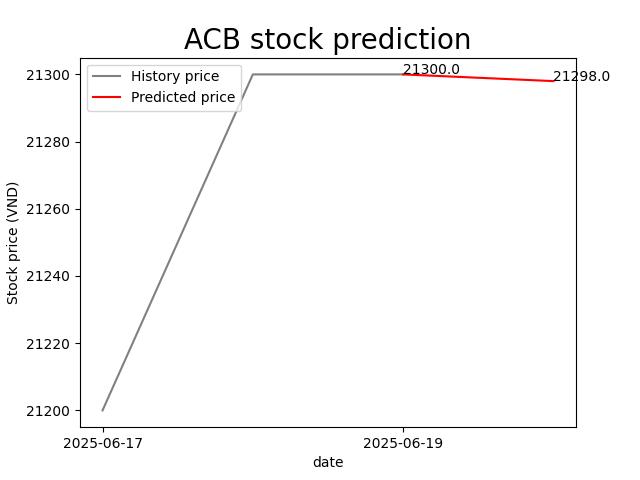 ACB stock prediction
21300
21280
21260
21240
21220
21200
Stock price (VND)
History price
Predicted price
21300.0
21298.0
2025-06-17
2025-06-19
date